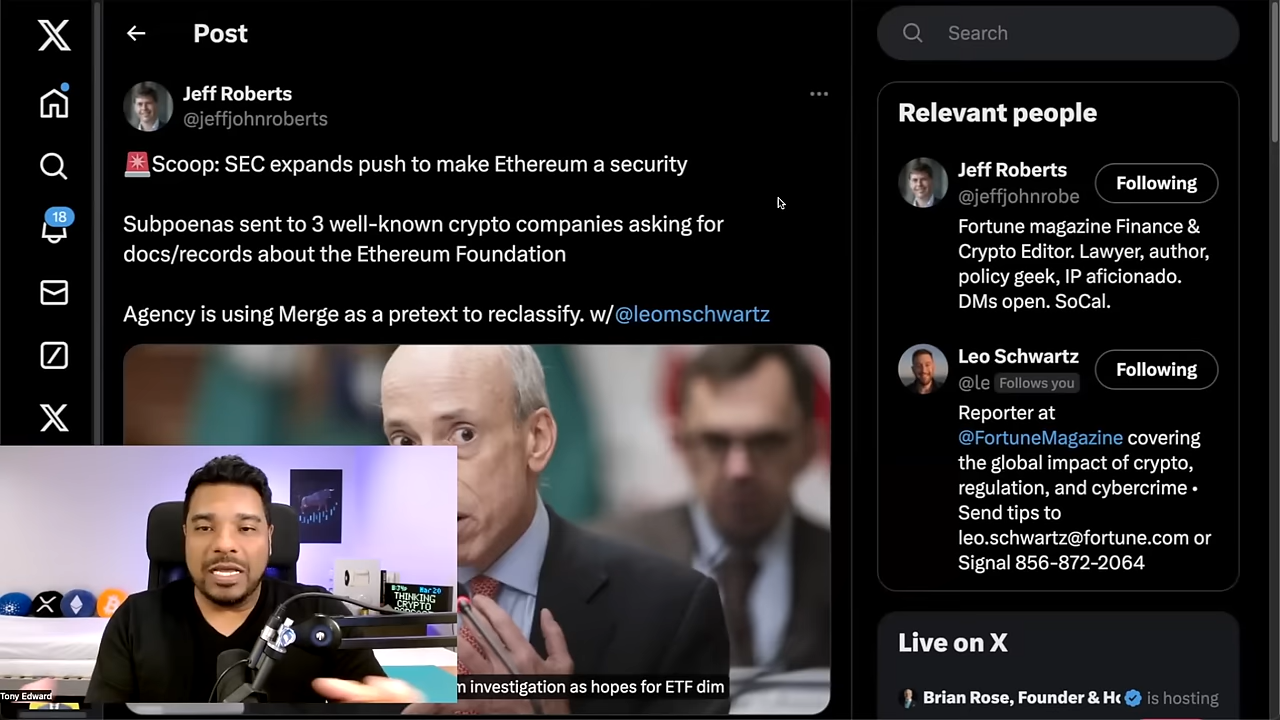 Post
Search
Jeff Roberts
@jeffjohnroberts
🚨Scoop: SEC expands push to make Ethereum a security
Subpoenas sent to 3 well-known crypto companies asking for
docs/records about the Ethereum Foundation
Agency is using Merge as a pretext to reclassify. w/@leomschwartz
m investigation as hopes for ETF dim
18
Relevant people
Jeff Roberts
@jeffjohnrobe
Following
Fortune magazine Finance &
Crypto Editor. Lawyer, author,
policy geek, IP aficionado.
DMs open. SoCal.
Leo Schwartz
@le Follows you
Following
Reporter at
@FortuneMagazine covering
the global impact of crypto,
regulation, and cybercrime •
Send tips to
leo.schwartz@fortune.com or
Signal 856-872-2064
Live on X
Brian Rose, Founder & Ho is hosting
Mar20
THINKING
CRYPTO
Tony Edward